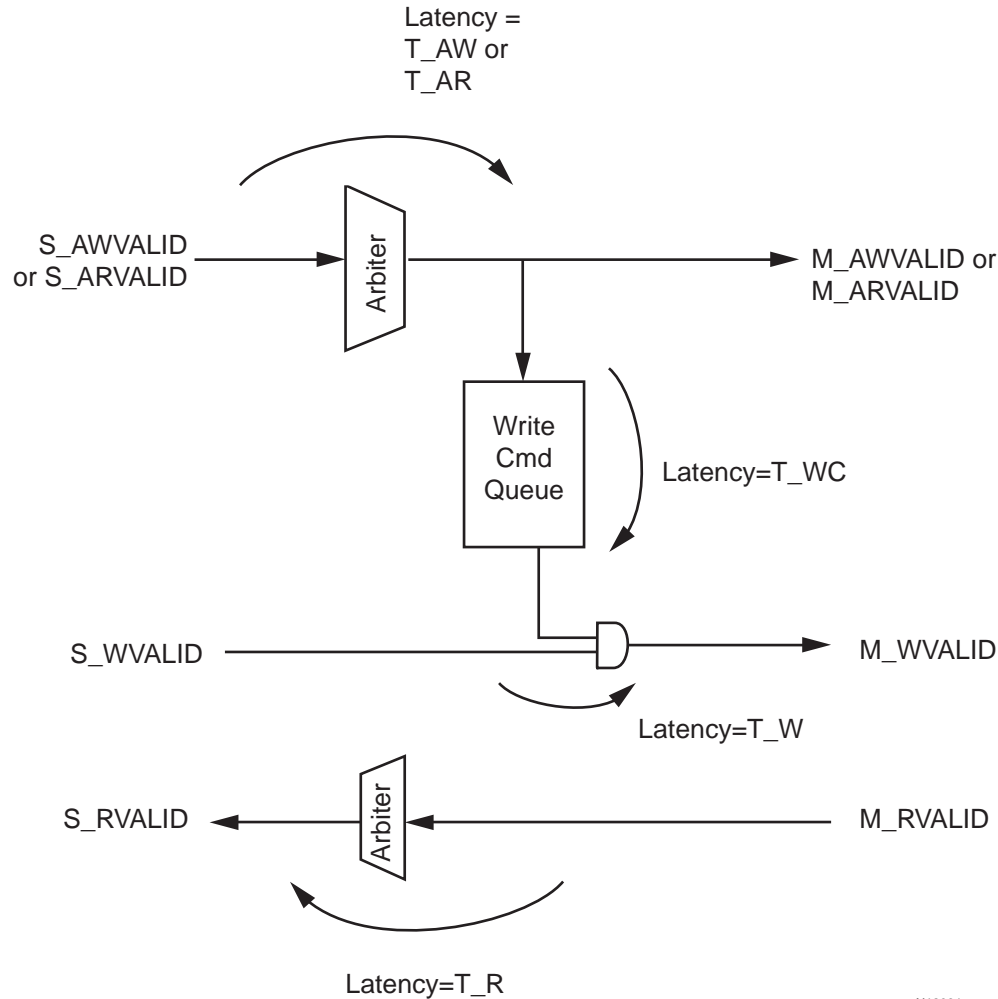 Latency =
T_AW or
T_AR
S_AWVALID
or S_ARVALID
Arbiter
M_AWVALID or
M_ARVALID
Write
Cmd
Queue
Latency=T_WC
S_WVALID
M_WVALID
Latency=T_W
S_RVALID
Arbiter
M_RVALID
Latency=T_R